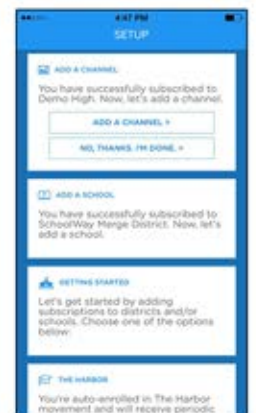 4:47 PM
SETUP
ADD A CHANNEL
You have successfully subscribed to
Demo High. Now, let's add a channel.
ADD A CHANNEL >
NO, THANKS. I'M DONE. >
ADD A SCHOOL
You have successfully subscribed to
SchoolWay Merge District. Now, let's
add a school.
GETTING STARTED
Let's get started by adding
subscriptions to districts and/or
schools. Choose one of the options
below:
THE HARBOR
You're auto-enrolled in The Harbor
movement and will receive periodic